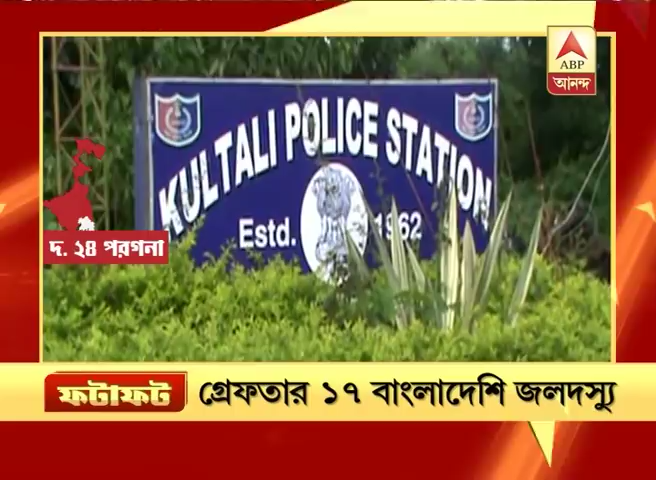 ABP
আনন্দ
KULTALI POLICE STATION
Estd. 1962
দ. ২৪ পরগনা
ফটাফট
গ্রেফতার ১৭ বাংলাদেশি জলদস্যু